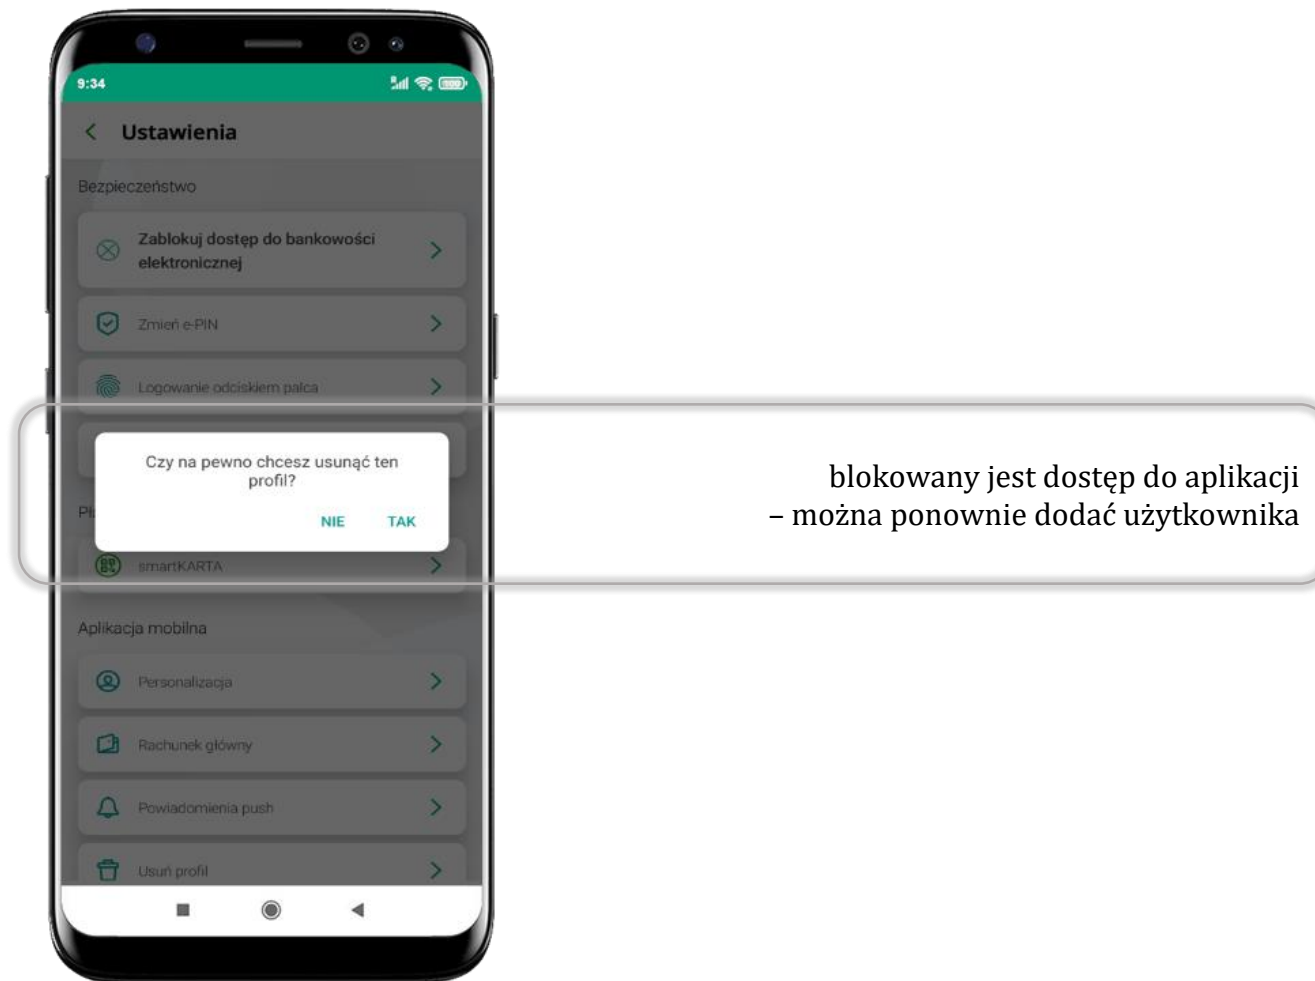 9:34
Ustawienia
Bezpieczeństwo
Zablokuj dostęp do bankowości
elektronicznej
Zmień e-PIN
Logowanie odciskiem palca
Czy na pewno chcesz usunąć ten
profil?
NIE TAK
blokowany jest dostęp do aplikacji
– można ponownie dodać użytkownika
smartKARTA
Aplikacja mobilna
Personalizacja
Rachunek główny
Powiadomienia push
Usuń profil